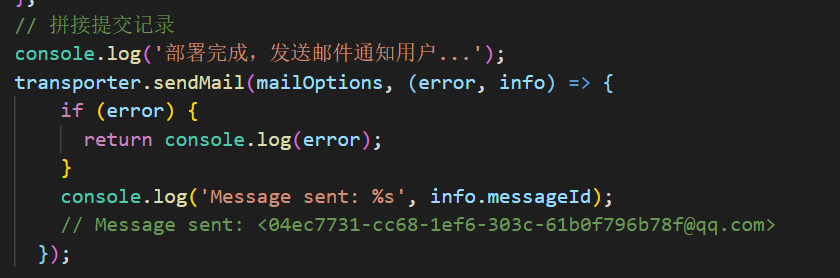 };
// 拼接提交记录
console.log('部署完成，发送邮件通知用户...');
transporter.sendMail(mailOptions, (error, info) => {
if (error) {
return console.log(error);
}
console.log('Message sent: %s', info.messageId);
// Message sent: <04ec7731-cc68-1ef6-303c-61b0f796b78f@qq.com>
});